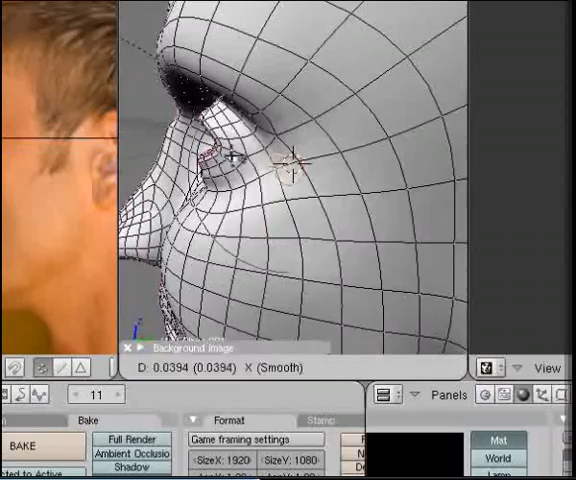 Background Image
D: 0.0394 (0.0394) X (Smooth)
View
11
Panels
Bake
Format
Stamp
BAKE
Full Render
Ambient Occlusio
Shadow
Game framing settings
SizeX: 1920
SizeY: 1080
Mat
World
Lamp